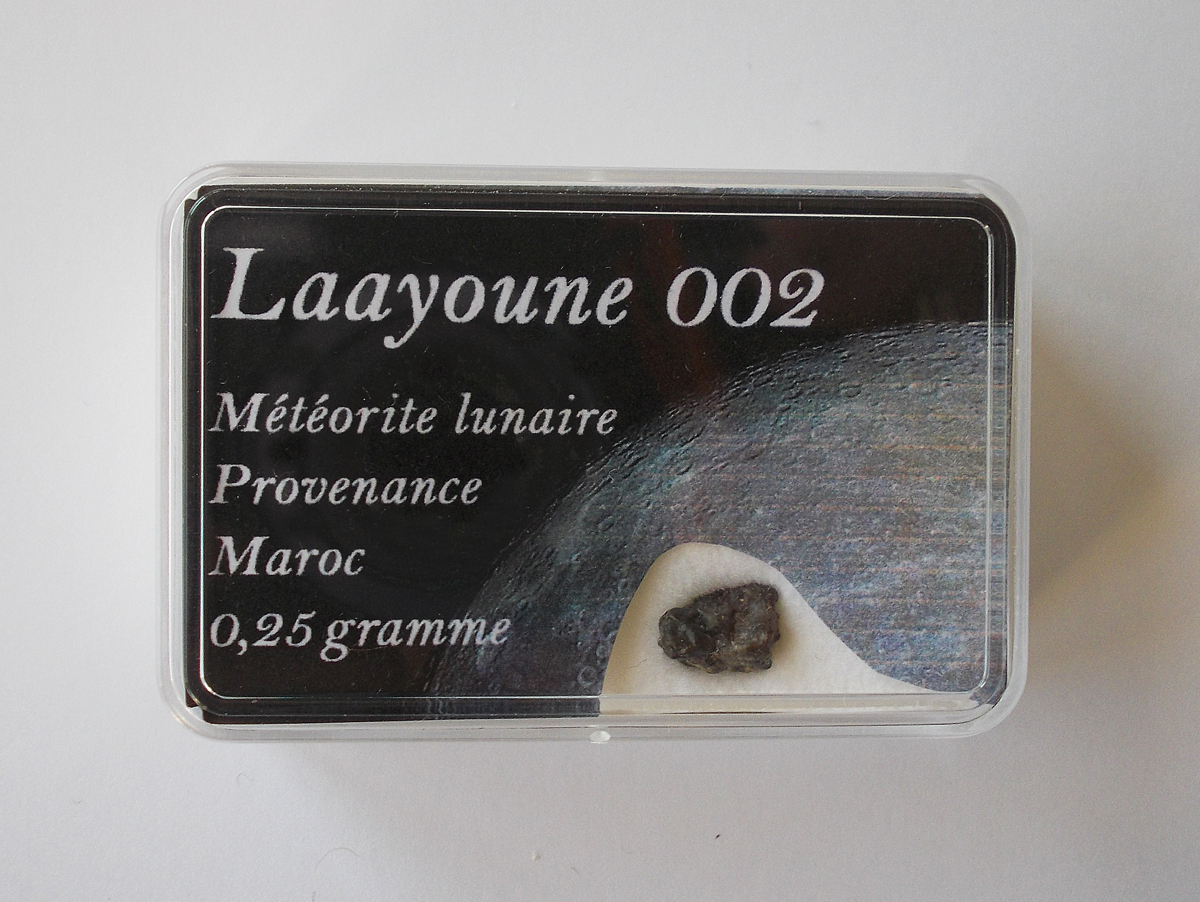 Laayoune 002
Météorite lunaire
Provenance
Maroc
0,25 gramme